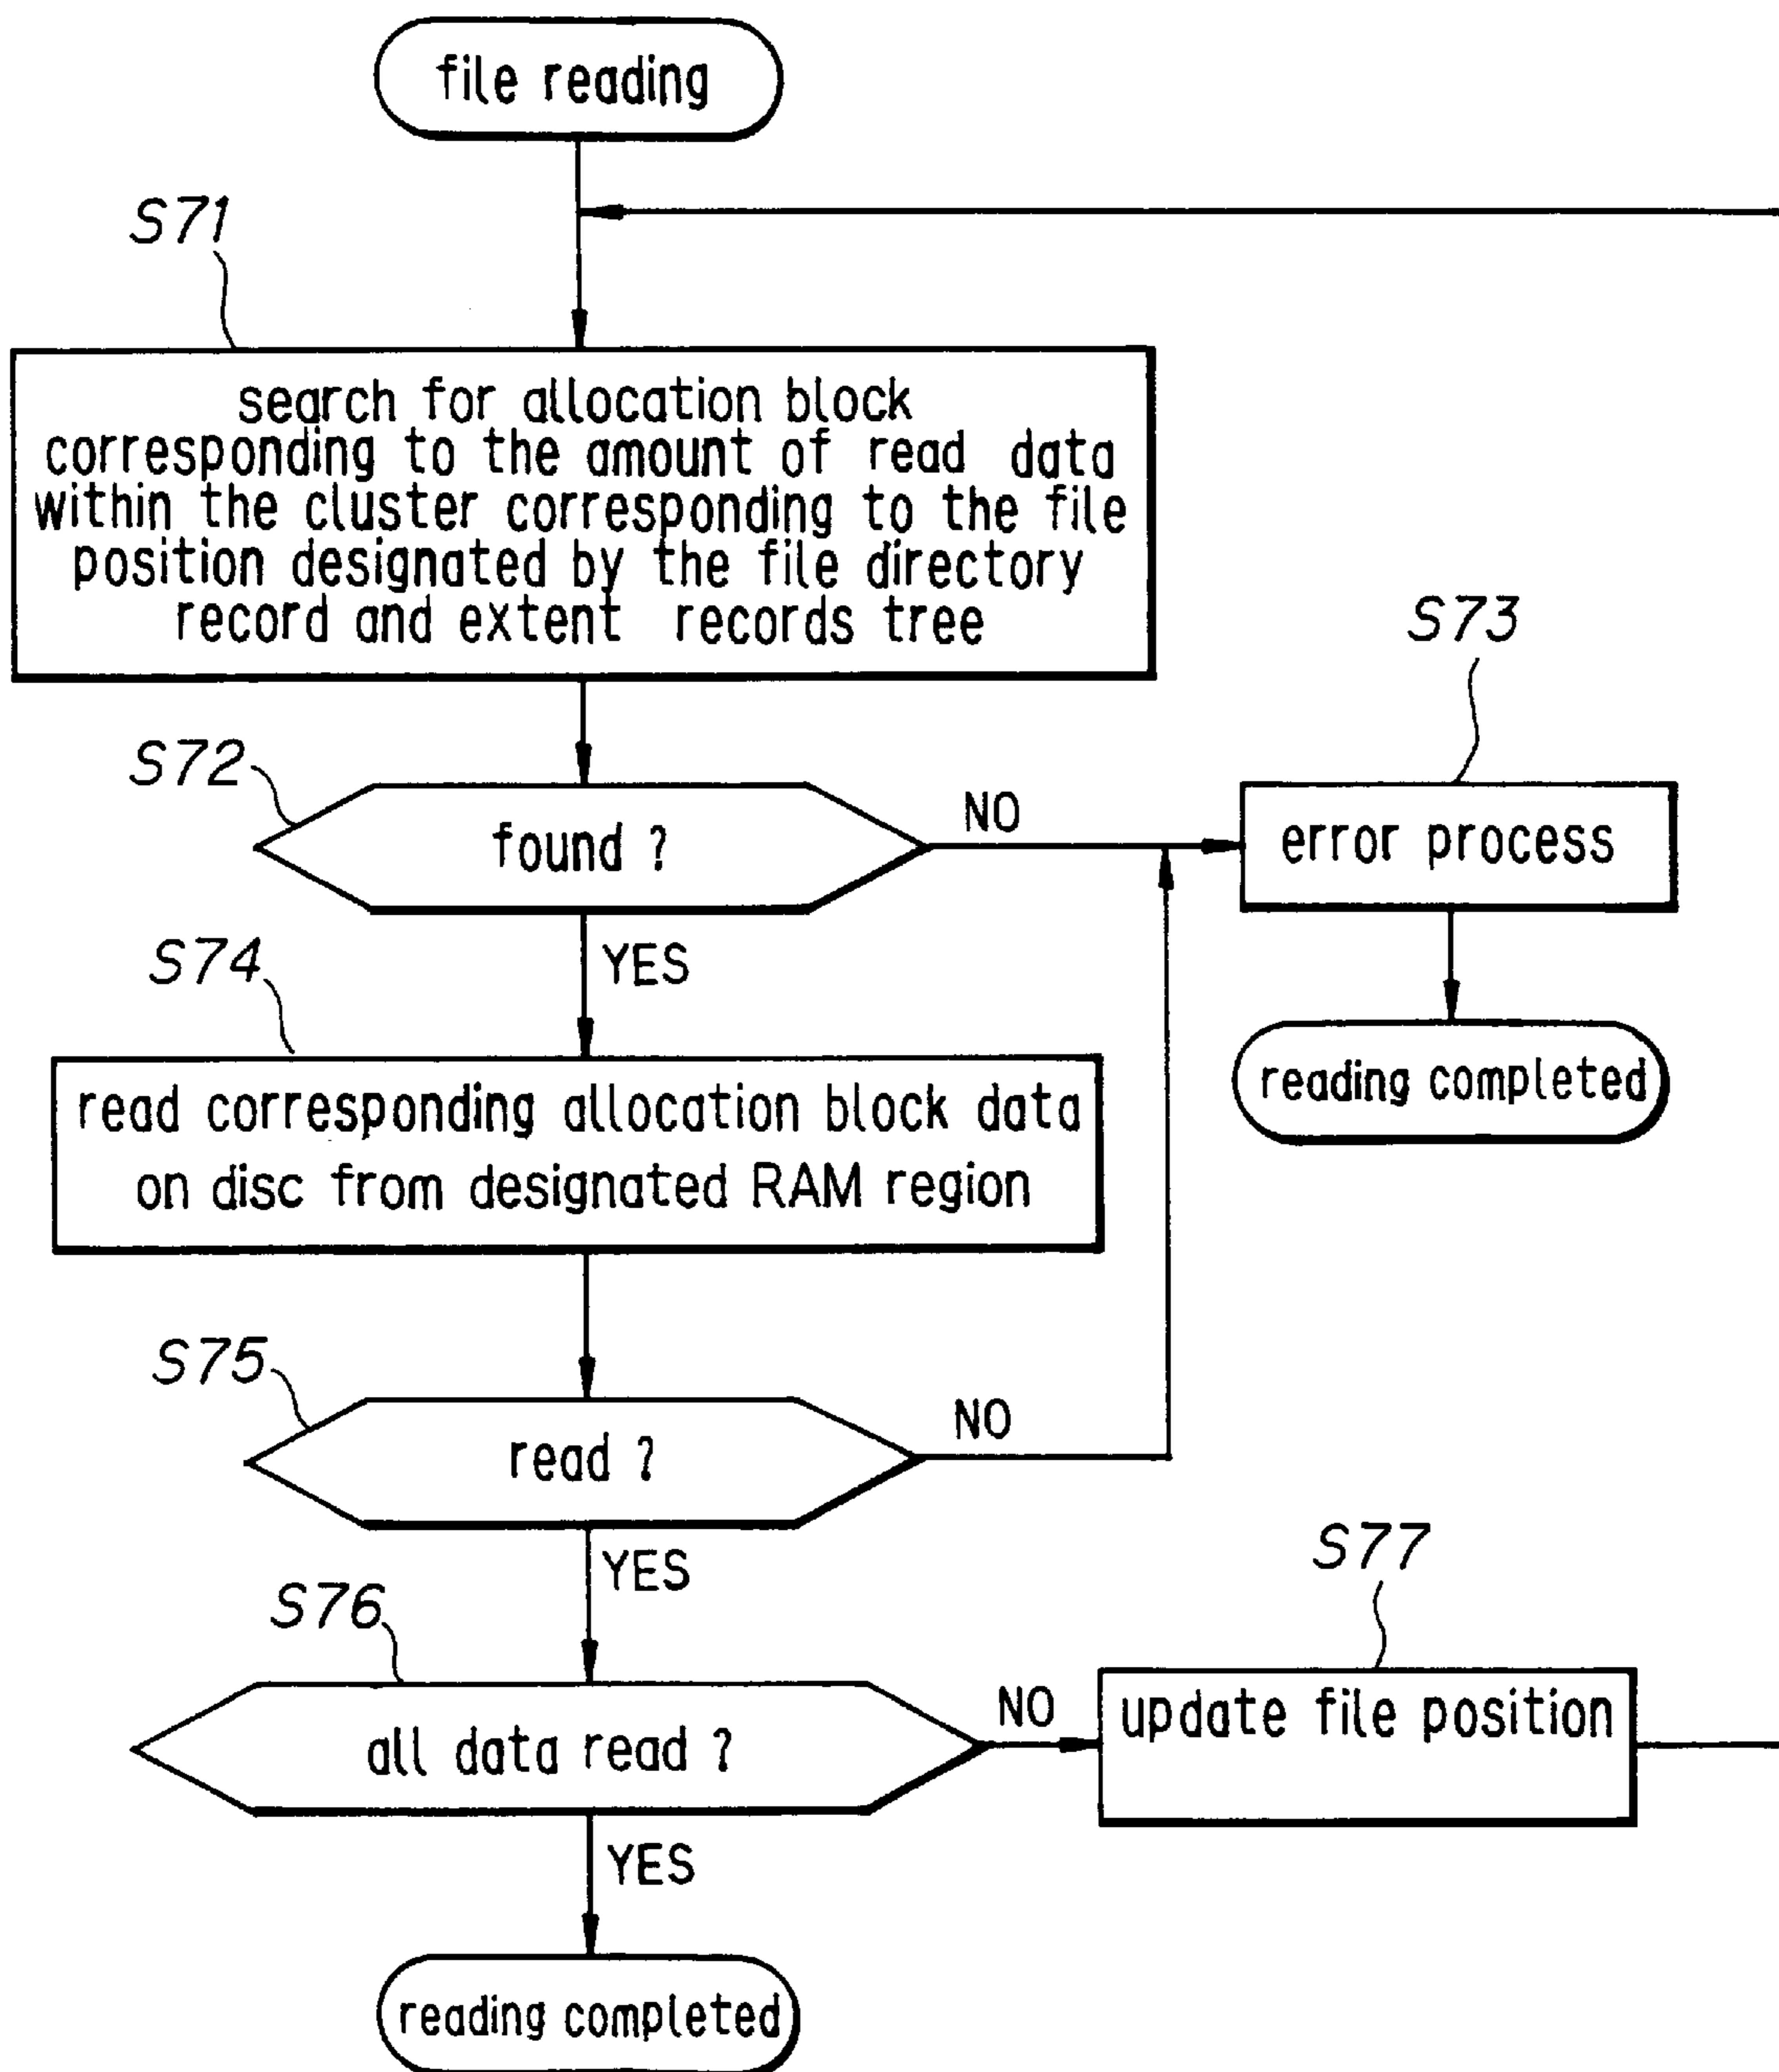 file reading
S71
search for allocation block
corresponding to the amount of read data
within the cluster corresponding to the file
position designated by the file directory
record and extent records tree
S72
found ?
NO
S73
error process
reading completed
YES
S74
read corresponding allocation block data
on disc from designated RAM region
S75
read ?
NO
YES
S76
all data read ?
NO
S77
update file position
YES
reading completed